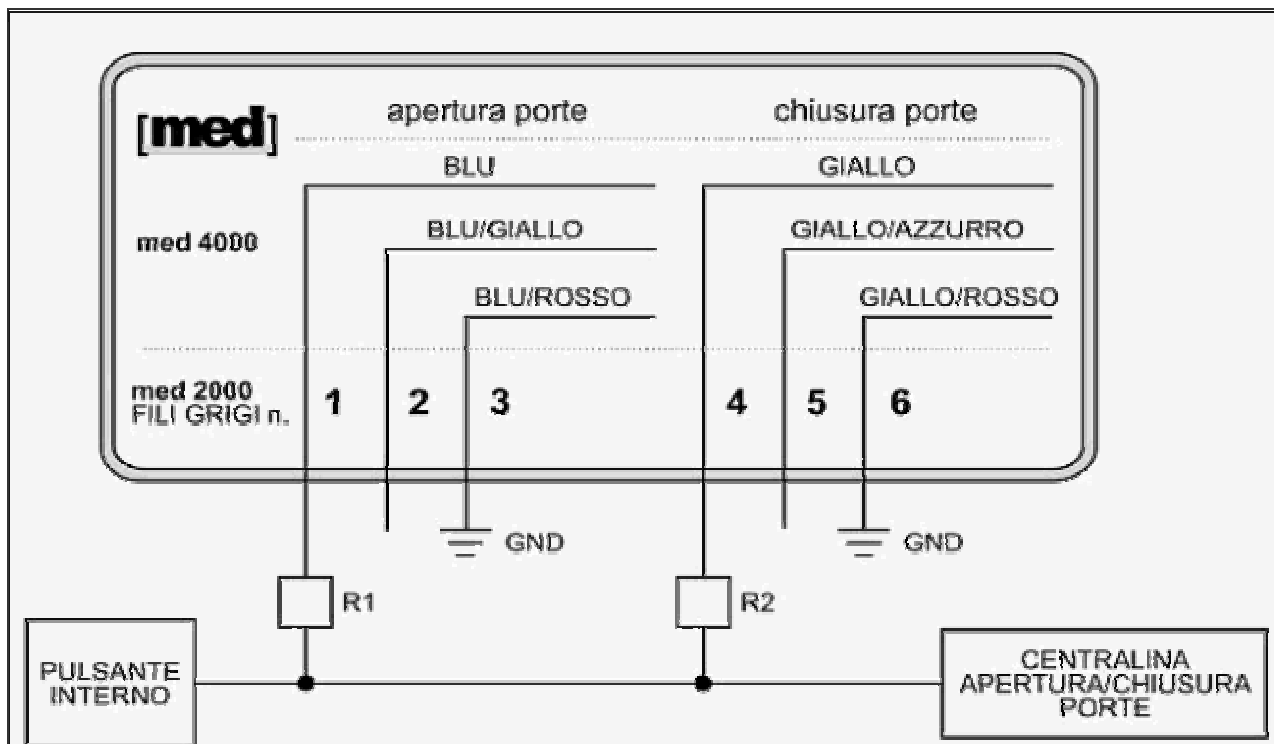 [med]
apertura porte
chiusura porte
BLU
GIALLO
med 4000
BLU/GIALLO
GIALLO/AZZURRO
BLU/ROSSO
GIALLO/ROSSO
med 2000
FILI GRIGI n.
1
2
3
4
5
6
GND
GND
R1
R2
PULSANTE
INTERNO
CENTRALINA
APERTURA/CHIUSURA
PORTE